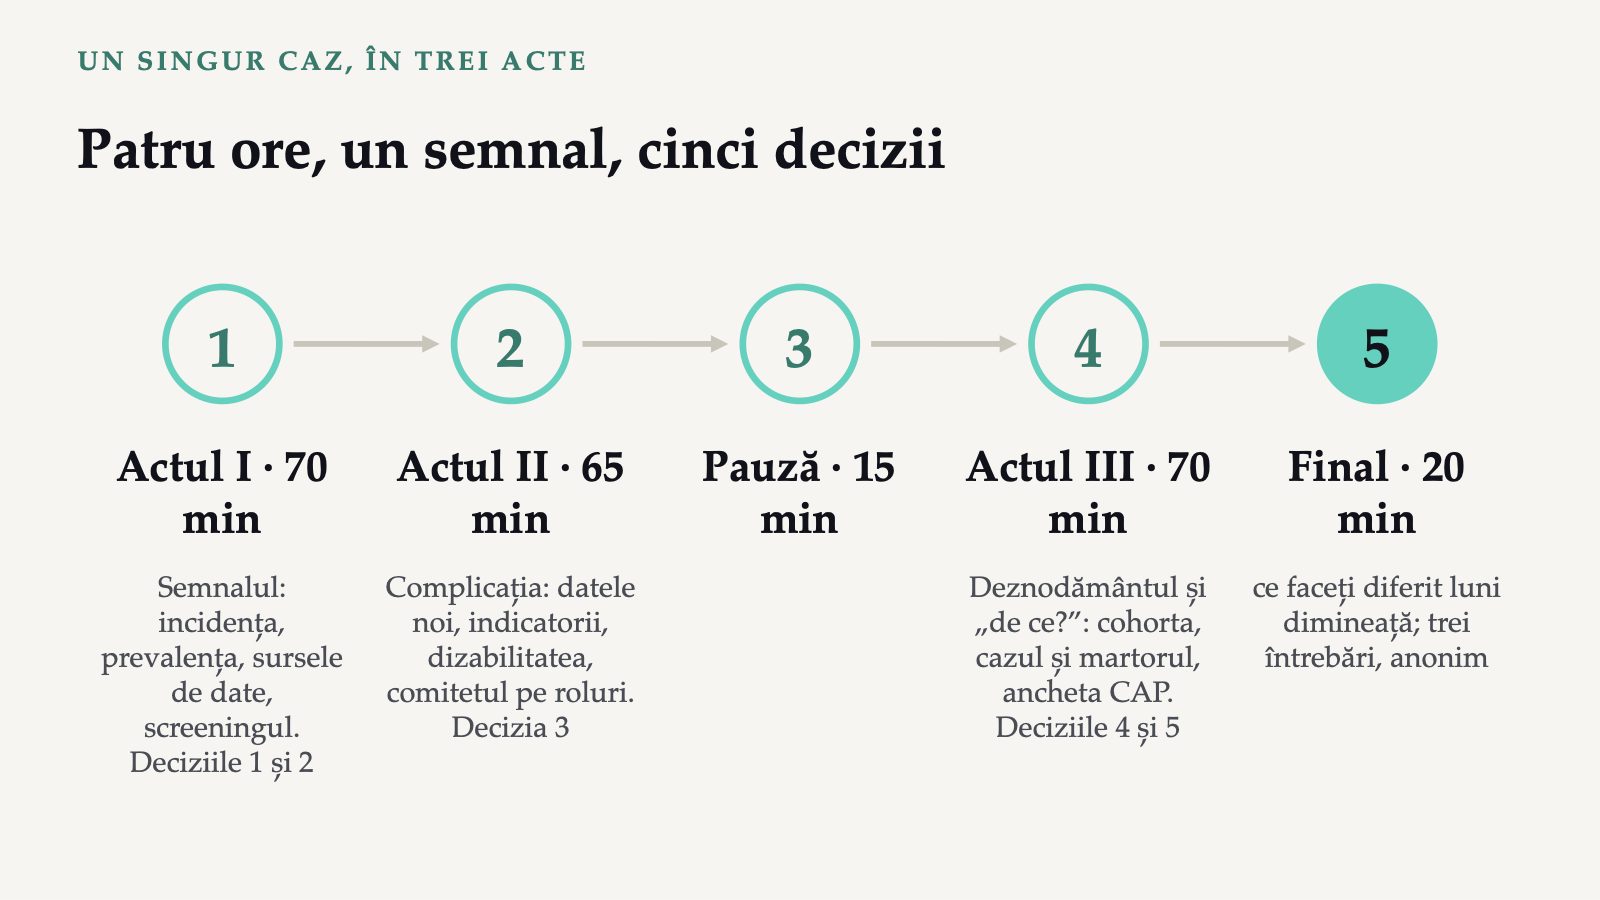 UN SINGUR CAZ, ÎN TREI ACTE
Patru ore, un semnal, cinci decizii
1
2
3
4
5
Actul I · 70
min
Semnalul:
incidența,
prevalența, sursele
de date,
screeningul.
Deciziile 1 și 2
Actul II · 65
min
Complicația: datele
noi, indicatorii,
dizabilitatea,
comitetul pe roluri.
Decizia 3
Pauză · 15
min
Actul III · 70
min
Deznodământul și
„de ce?”: cohorta,
cazul și martorul,
ancheta CAP.
Deciziile 4 și 5
Final · 20
min
ce faceți diferit luni
dimineață; trei
întrebări, anonim